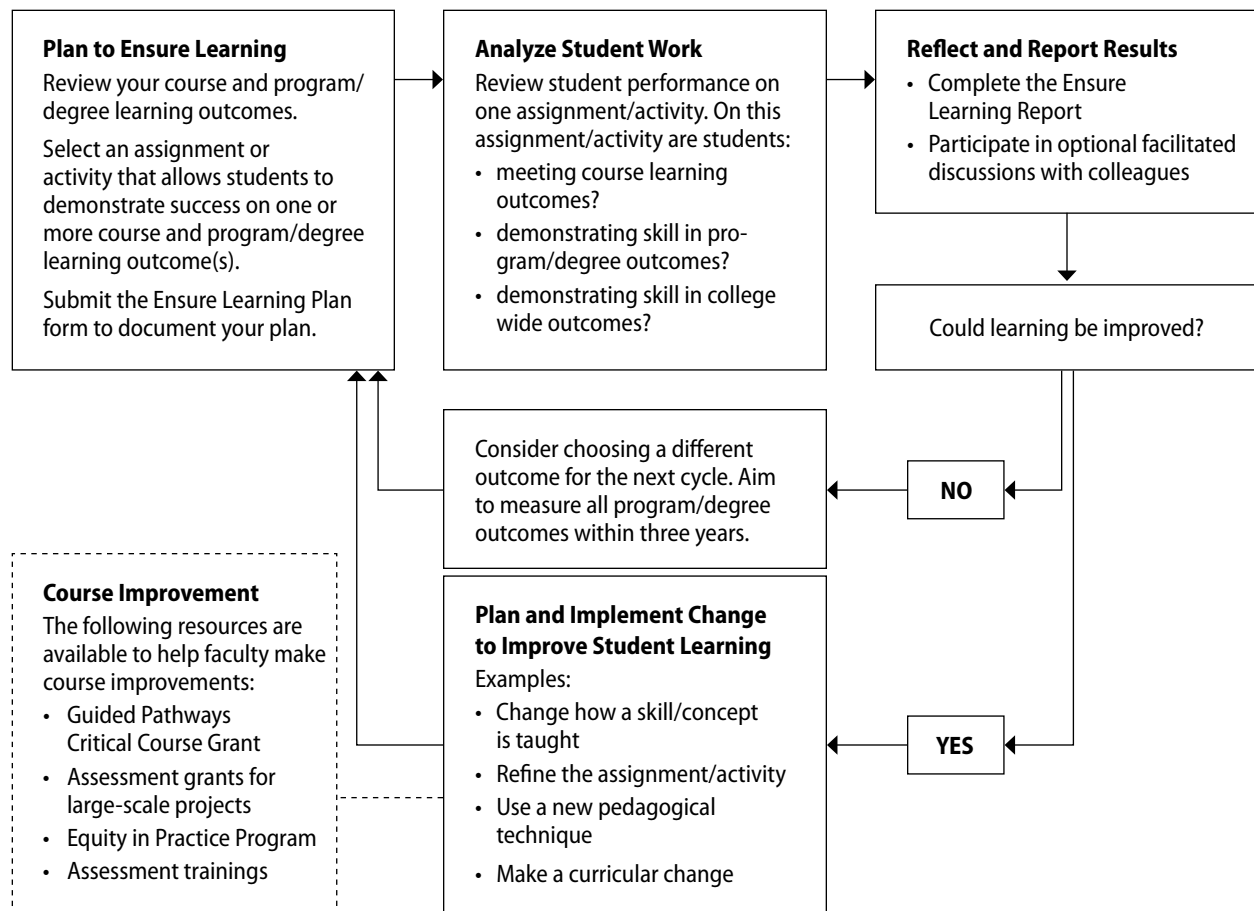 Plan to Ensure Learning
Review your course and program/
degree learning outcomes.
Select an assignment or
activity that allows students to
demonstrate success on one or
more course and program/degree
learning outcome(s).
Submit the Ensure Learning Plan
form to document your plan.
Analyze Student Work
Review student performance on
one assignment/activity. On this
assignment/activity are students:
• meeting course learning
outcomes?
• demonstrating skill in pro-
gram/degree outcomes?
• demonstrating skill in college
wide outcomes?
Reflect and Report Results
• Complete the Ensure
Learning Report
• Participate in optional facilitated
discussions with colleagues
Could learning be improved?
Consider choosing a different
outcome for the next cycle. Aim
to measure all program/degree
outcomes within three years.
NO
Course Improvement
The following resources are
available to help faculty make
course improvements:
• Guided Pathways
Critical Course Grant
• Assessment grants for
large-scale projects
• Equity in Practice Program
• Assessment trainings
Plan and Implement Change
to Improve Student Learning
Examples:
• Change how a skill/concept
is taught
• Refine the assignment/activity
• Use a new pedagogical
technique
• Make a curricular change
YES